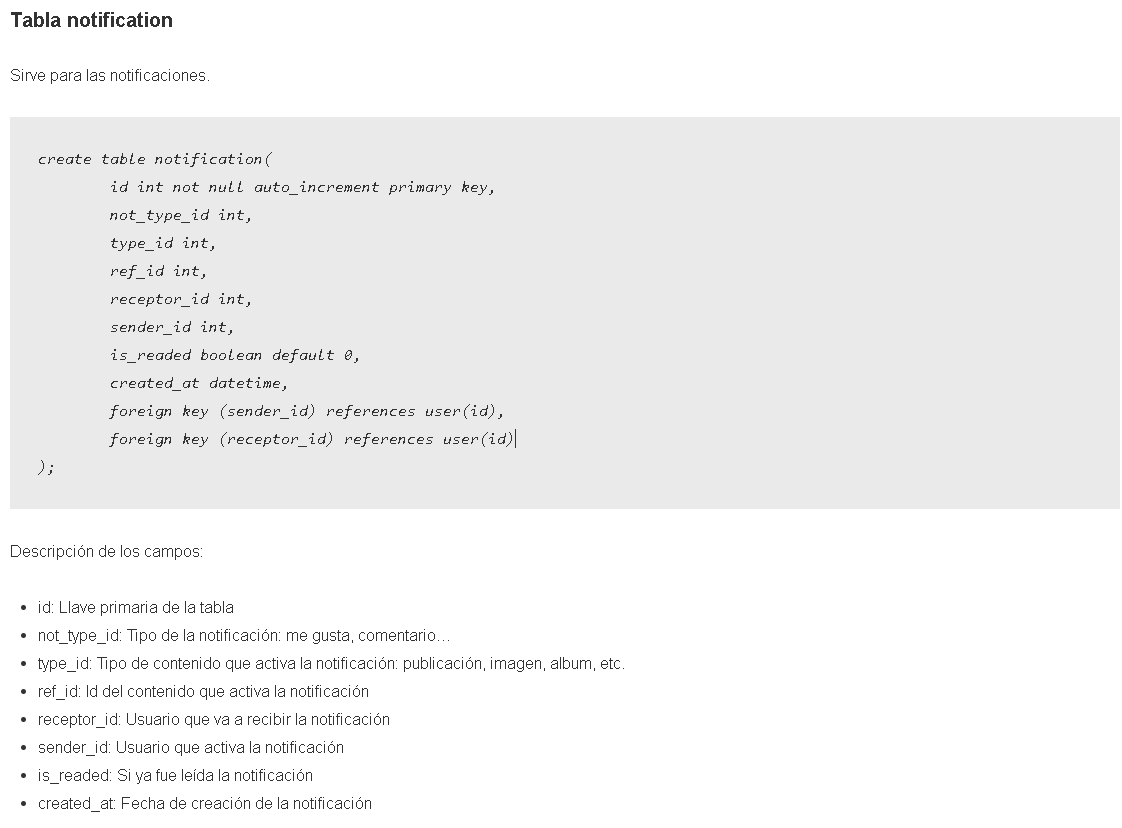 Tabla notification
Sirve para las notificaciones.
create table notification(
id int not null auto_increment primary key,
not_type_id int,
type_id int,
ref_id int,
receptor_id int,
sender_id int,
is_readed boolean default 0,
created_at datetime,
foreign key (sender_id) references user(id),
foreign key (receptor_id) references user(id)
);
Descripción de los campos:
• id: Llave primaria de la tabla
• not_type_id: Tipo de la notificación: me gusta, comentario…
• type_id: Tipo de contenido que activa la notificación: publicación, imagen, album, etc.
• ref_id: Id del contenido que activa la notificación
• receptor_id: Usuario que va a recibir la notificación
• sender_id: Usuario que activa la notificación
• is_readed: Si ya fue leída la notificación
• created_at: Fecha de creación de la notificación